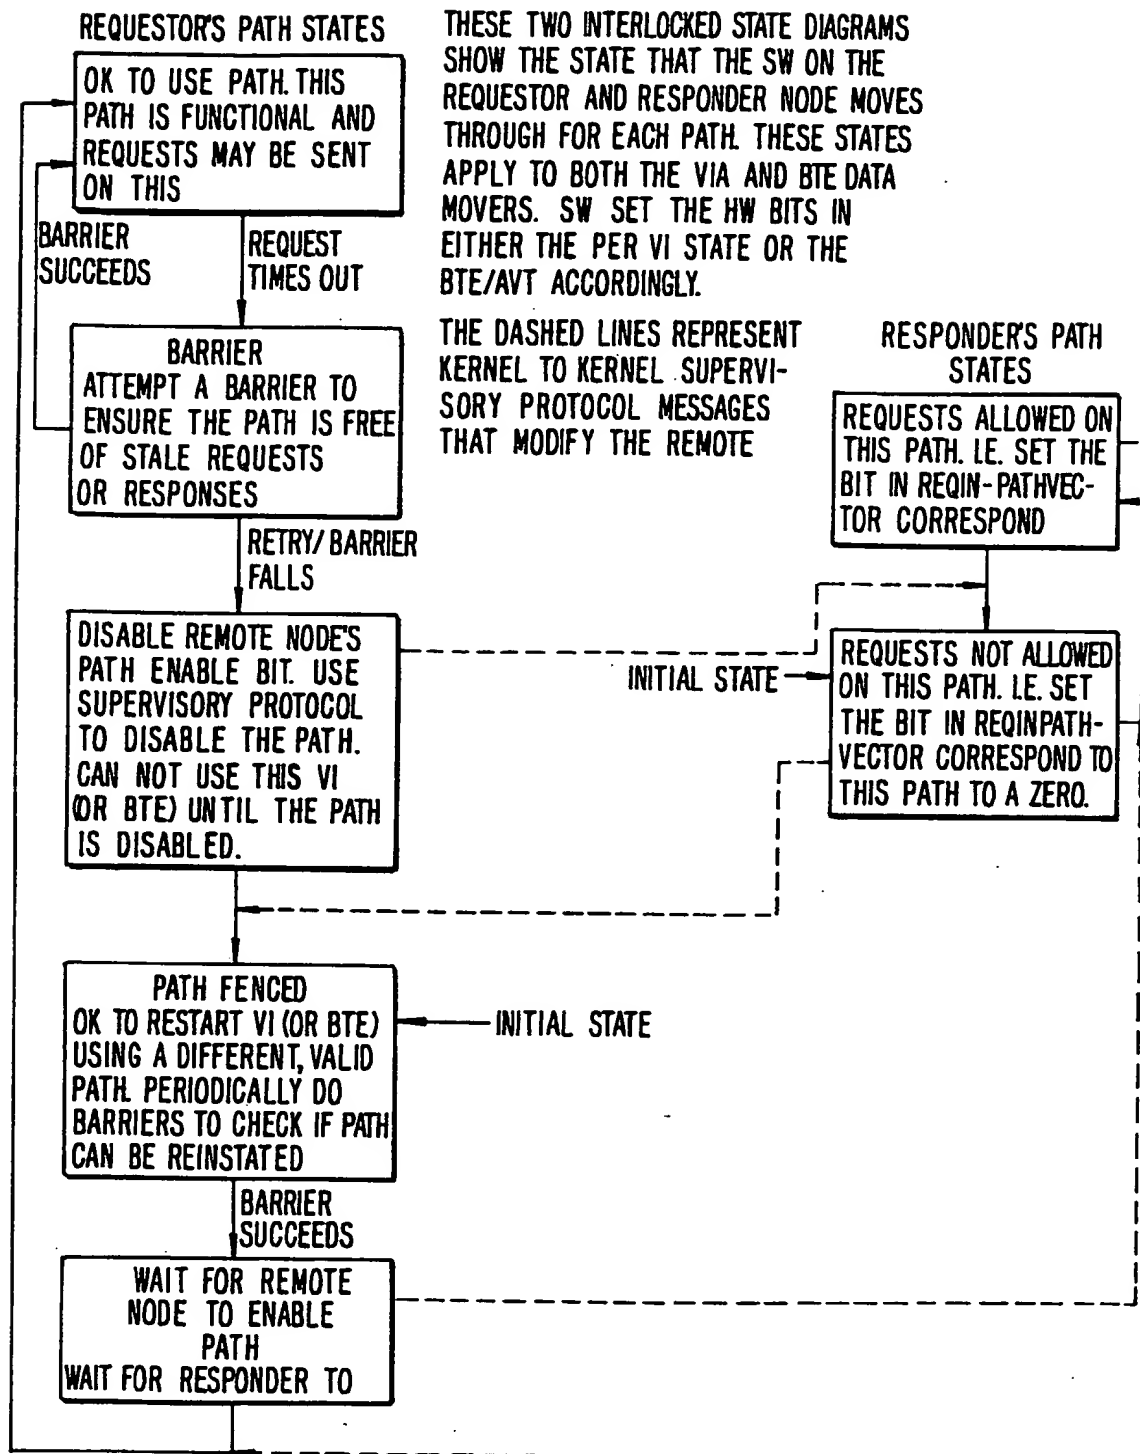 REQUESTOR'S PATH STATES
OK TO USE PATH. THIS
PATH IS FUNCTIONAL AND
REQUESTS MAY BE SENT
ON THIS
BARRIER
SUCCEEDS
REQUEST
TIMES OUT
BARRIER
ATTEMPT A BARRIER TO
ENSURE THE PATH IS FREE
OF STALE REQUESTS
OR RESPONSES
RETRY/BARRIER
FALLS
DISABLE REMOTE NODE'S
PATH ENABLE BIT. USE
SUPERVISORY PROTOCOL
TO DISABLE THE PATH.
CAN NOT USE THIS VI
(OR BTE) UNTIL THE PATH
IS DISABLED.
PATH FENCED
OK TO RESTART VI (OR BTE)
USING A DIFFERENT, VALID
PATH. PERIODICALLY DO
BARRIERS TO CHECK IF PATH
CAN BE REINSTATED
INITIAL STATE
BARRIER
SUCCEEDS
WAIT FOR REMOTE
NODE TO ENABLE
PATH
WAIT FOR RESPONDER TO
THESE TWO INTERLOCKED STATE DIAGRAMS
SHOW THE STATE THAT THE SW ON THE
REQUESTOR AND RESPONDER NODE MOVES
THROUGH FOR EACH PATH. THESE STATES
APPLY TO BOTH THE VIA AND BTE DATA
MOVERS. SW SET THE HW BITS IN
EITHER THE PER VI STATE OR THE
BTE/AVT ACCORDINGLY.
THE DASHED LINES REPRESENT
KERNEL TO KERNEL SUPERVI-
SORY PROTOCOL MESSAGES
THAT MODIFY THE REMOTE
RESPONDER'S PATH
STATES
REQUESTS ALLOWED ON
THIS PATH. I.E. SET THE
BIT IN REQIN-PATHVEC-
TOR CORRESPOND
INITIAL STATE
REQUESTS NOT ALLOWED
ON THIS PATH. I.E. SET
THE BIT IN REQINPATH-
VECTOR CORRESPOND TO
THIS PATH TO A ZERO.